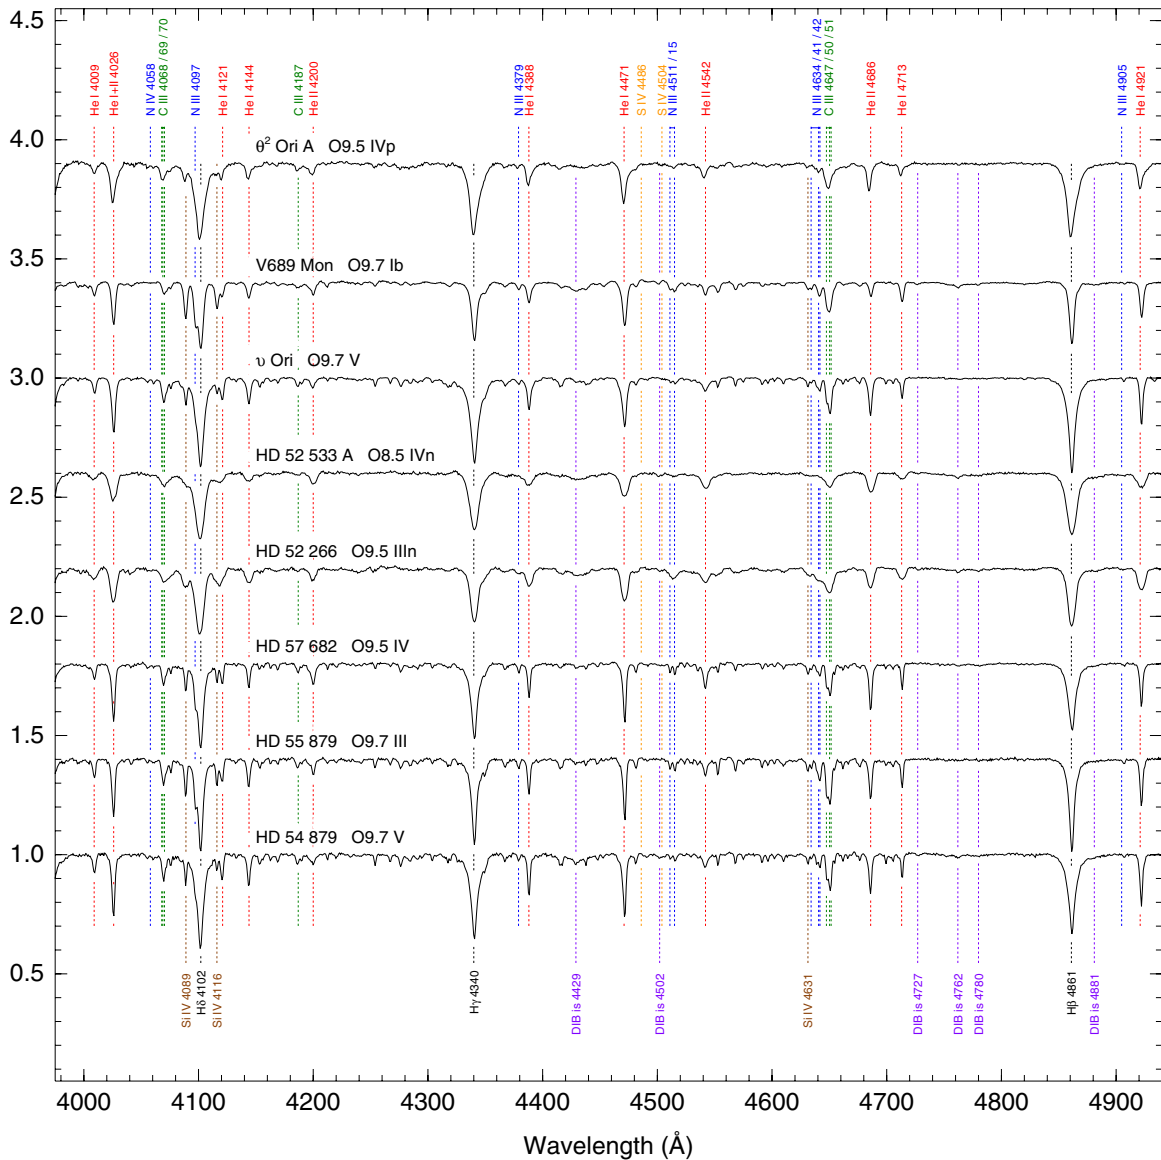 He I 4009
He I+II 4026
N IV 4058
C III 4068 / 69 / 70
N III 4097
He I 4121
He I 4144
C III 4187
He II 4200
N III 4379
He I 4388
He I 4471
S IV 4486
S IV 4504
N III 4511 / 15
He II 4542
N III 4634 / 41 / 42
C III 4647 / 50 / 51
He II 4686
He I 4713
N III 4905
He I 4921
4.5
4.0
3.5
3.0
2.5
2.0
1.5
1.0
0.5
θ² Ori A O9.5 IVp
V689 Mon O9.7 Ib
υ Ori O9.7 V
HD 52 533 A O8.5 IVn
HD 52 266 O9.5 IIIn
HD 57 682 O9.5 IV
HD 55 879 O9.7 III
HD 54 879 O9.7 V
Si IV 4089
Hδ 4102
Si IV 4116
Hγ 4340
DIB is 4429
DIB is 4502
Si IV 4631
DIB is 4727
DIB is 4762
DIB is 4780
Hβ 4861
DIB is 4881
4000 4100 4200 4300 4400 4500 4600 4700 4800 4900
Wavelength (Å)